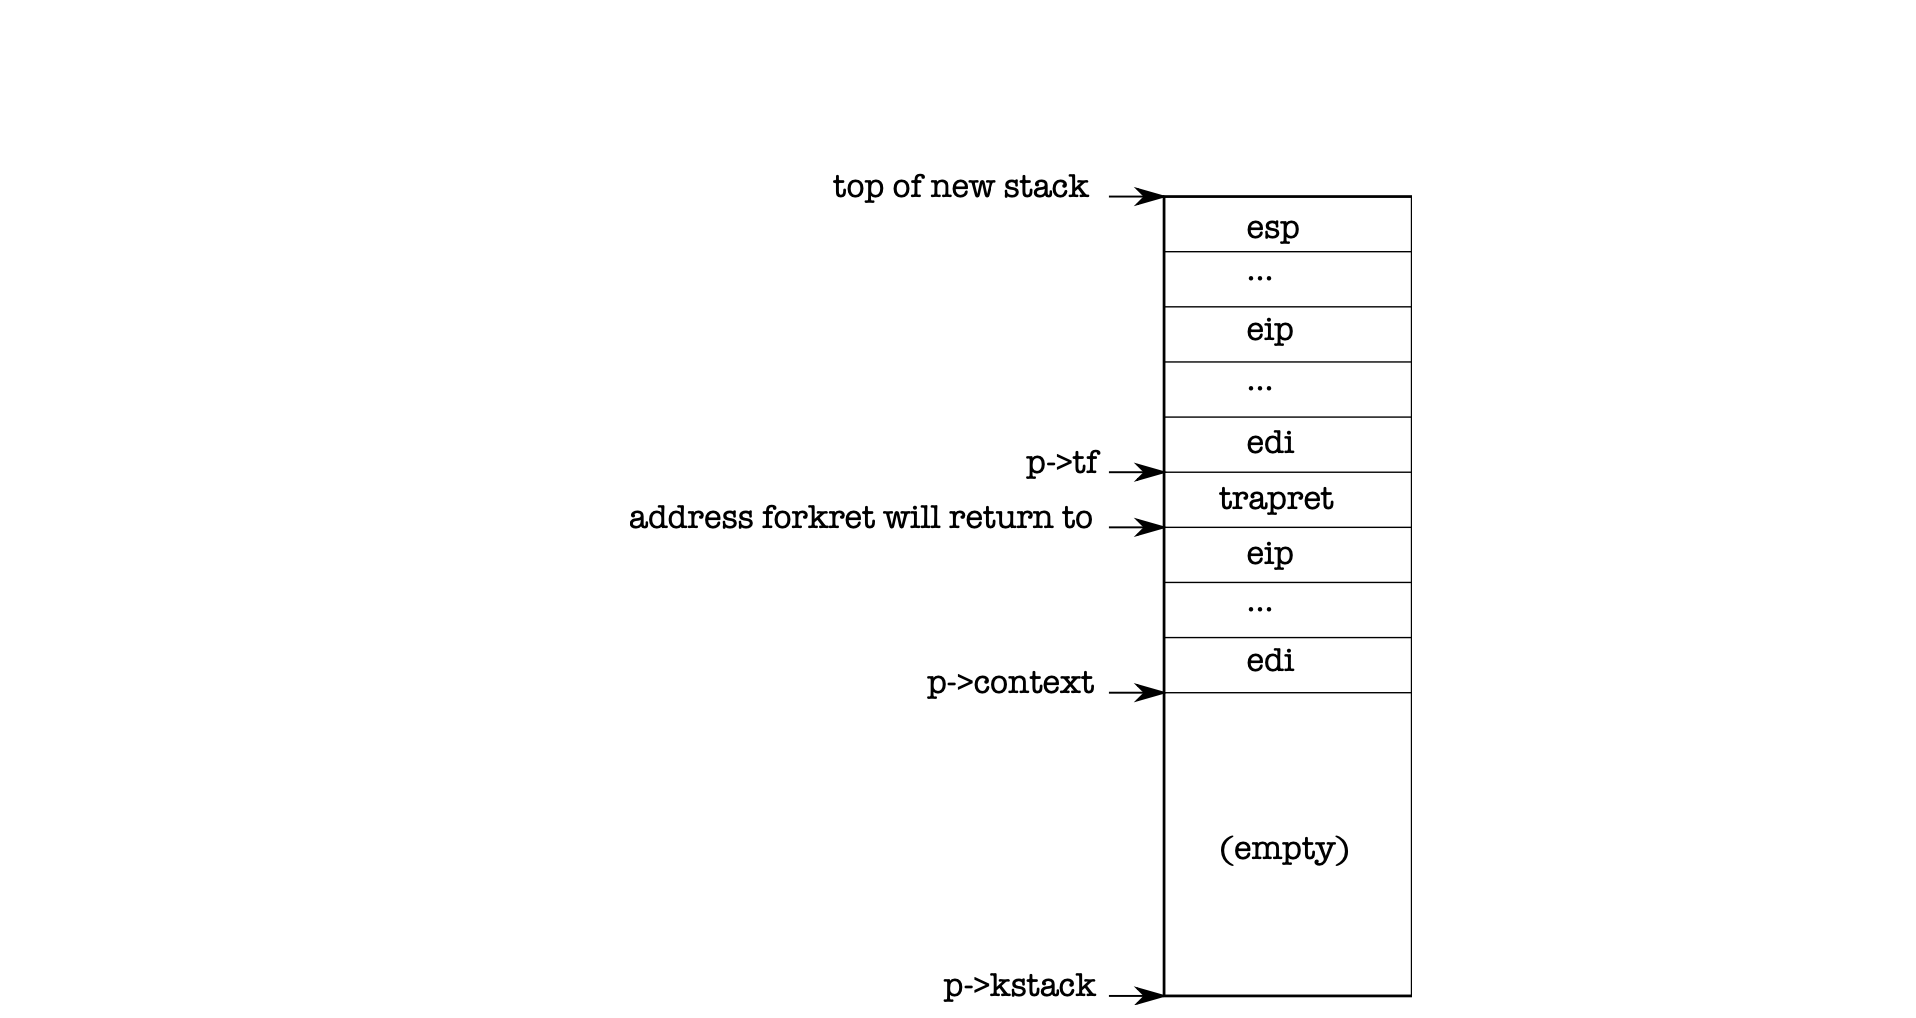 top of new stack
esp
...
eip
...
edi
p->tf
trapret
address forkret will return to
eip
...
edi
p->context
(empty)
p->kstack